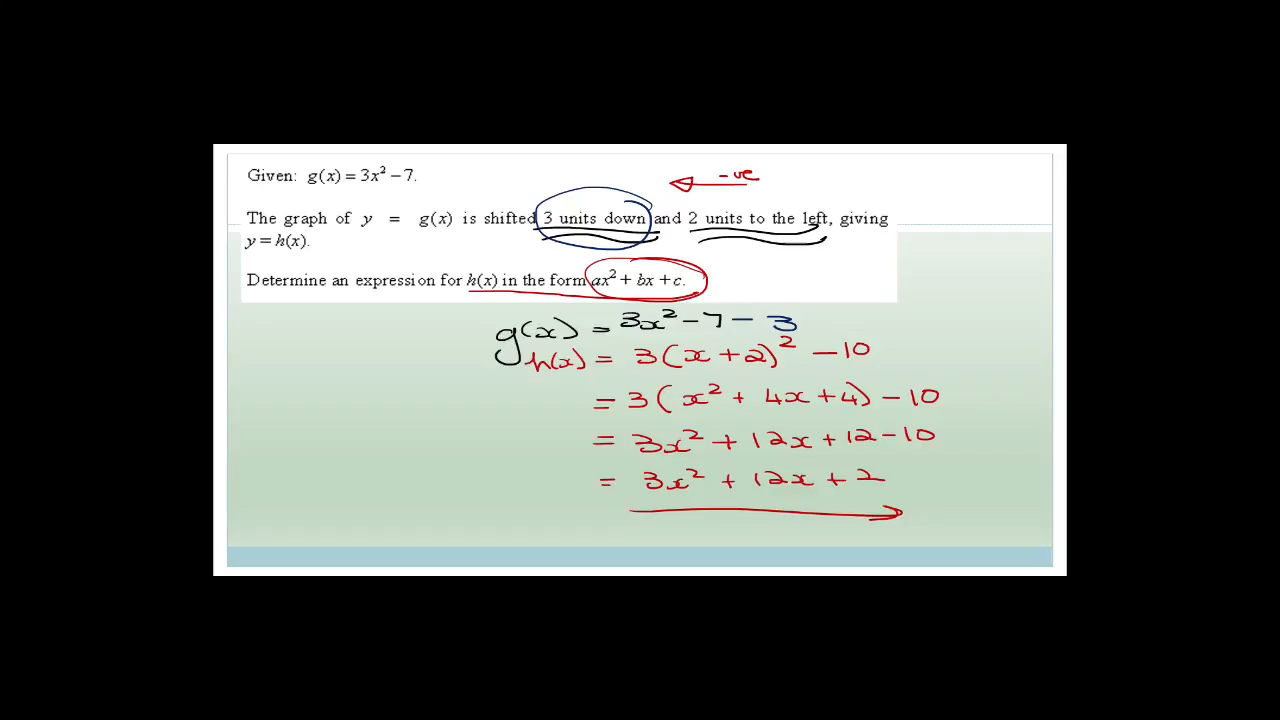 Given: g(x) = 3x² − 7.
-ve
The graph of y = g(x) is shifted 3 units down and 2 units to the left, giving
y = h(x).
Determine an expression for h(x) in the form ax² + bx + c.
g(x) = 3x² − 7 − 3
h(x) = 3(x + 2)² − 10
= 3(x² + 4x + 4) − 10
= 3x² + 12x + 12 − 10
= 3x² + 12x + 2